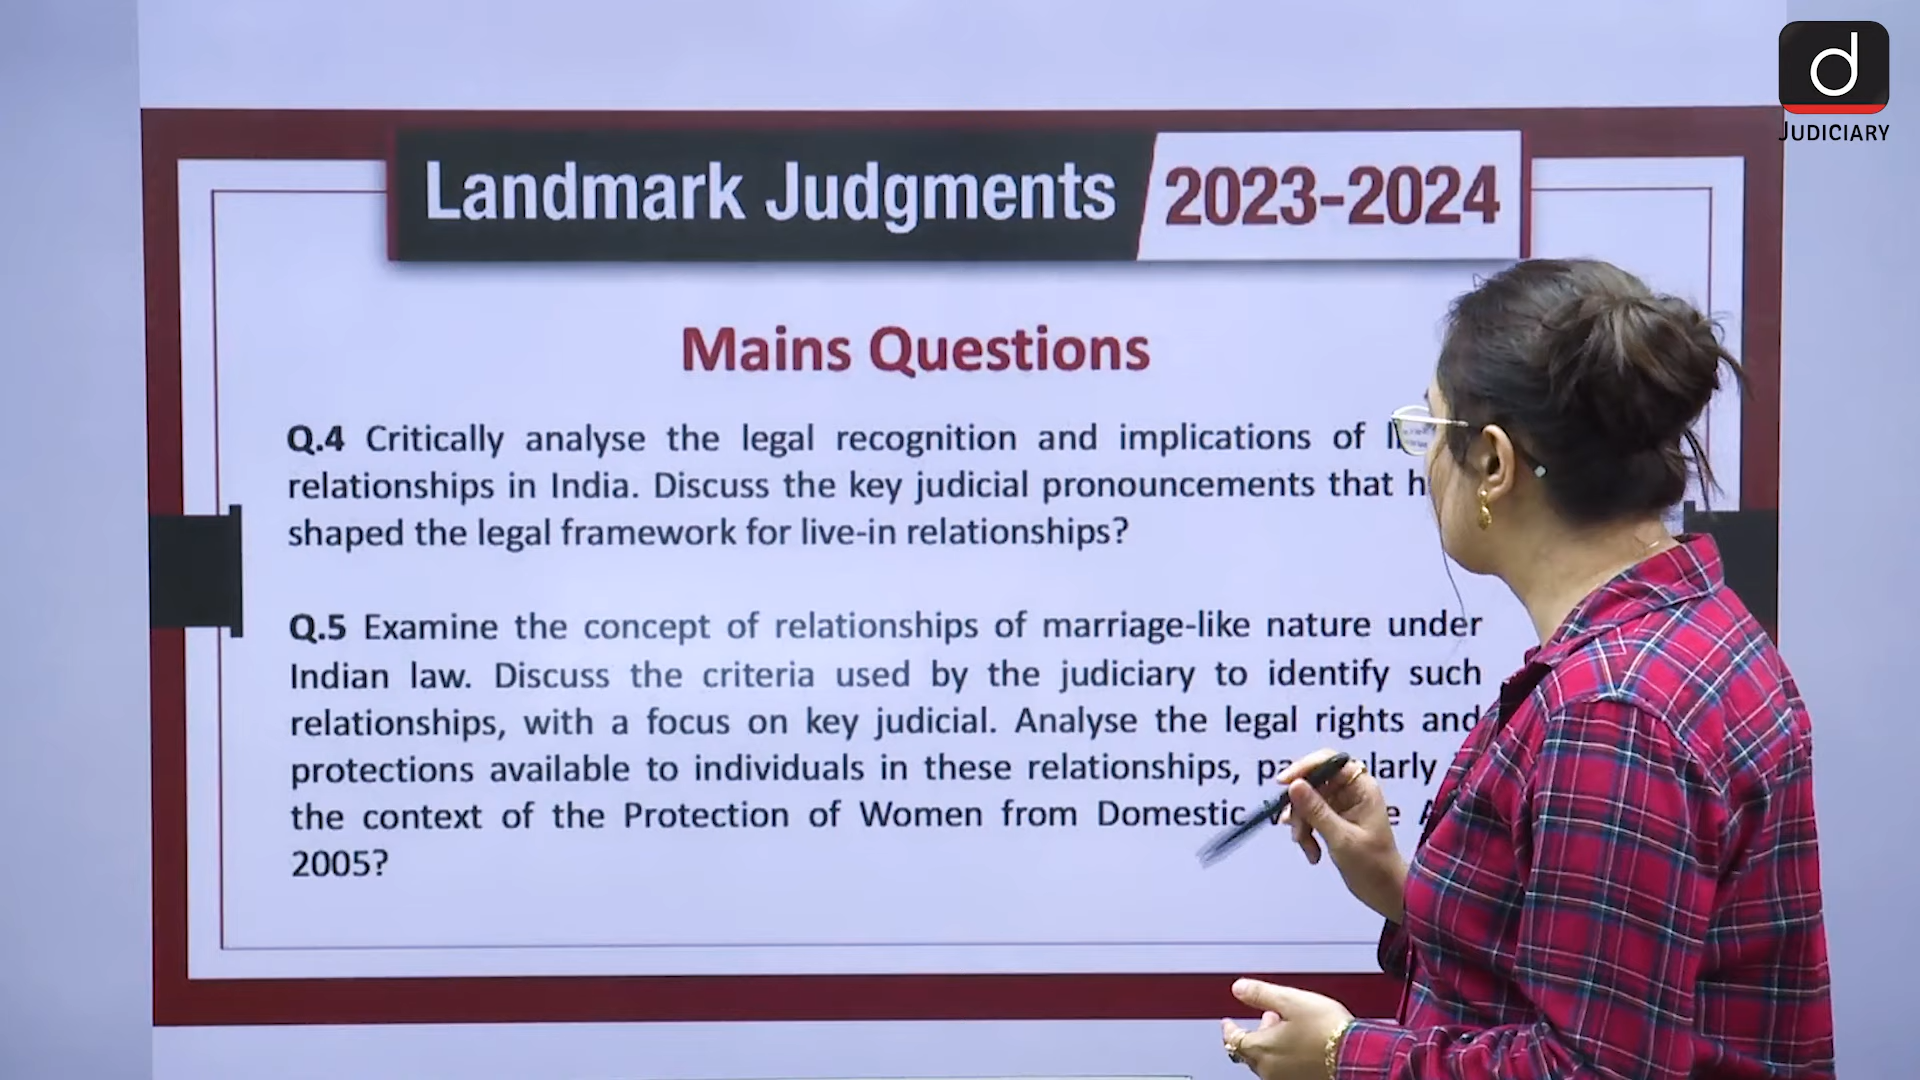 d
JUDICIARY
Landmark Judgments 2023-2024
Mains Questions
Q.4 Critically analyse the legal recognition and implications of
relationships in India. Discuss the key judicial pronouncements that
shaped the legal framework for live-in relationships?
Q.5 Examine the concept of relationships of marriage-like nature under
Indian law. Discuss the criteria used by the judiciary to identify such
relationships, with a focus on key judicial. Analyse the legal rights and
protections available to individuals in these relationships,
the context of the Protection of Women from Domestic
2005?